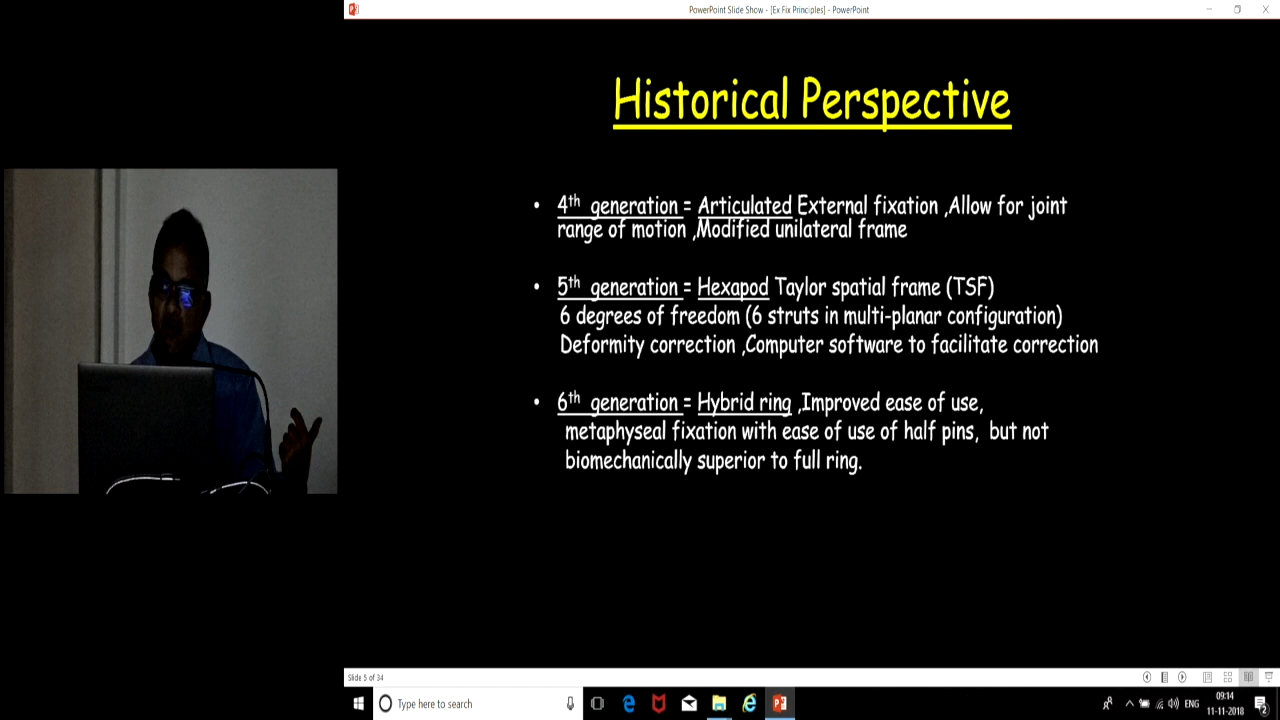 PowerPoint Slide Show - [Ex Fix Principles] - PowerPoint
Historical Perspective
• 4th generation = Articulated External fixation ,Allow for joint
range of motion ,Modified unilateral frame
• 5th generation = Hexapod Taylor spatial frame (TSF)
6 degrees of freedom (6 struts in multi-planar configuration)
Deformity correction ,Computer software to facilitate correction
• 6th generation = Hybrid ring ,Improved ease of use,
metaphyseal fixation with ease of use of half pins, but not
biomechanically superior to full ring.
Slide 5 of 34
Type here to search
ENG
09:14
11-11-2018
2